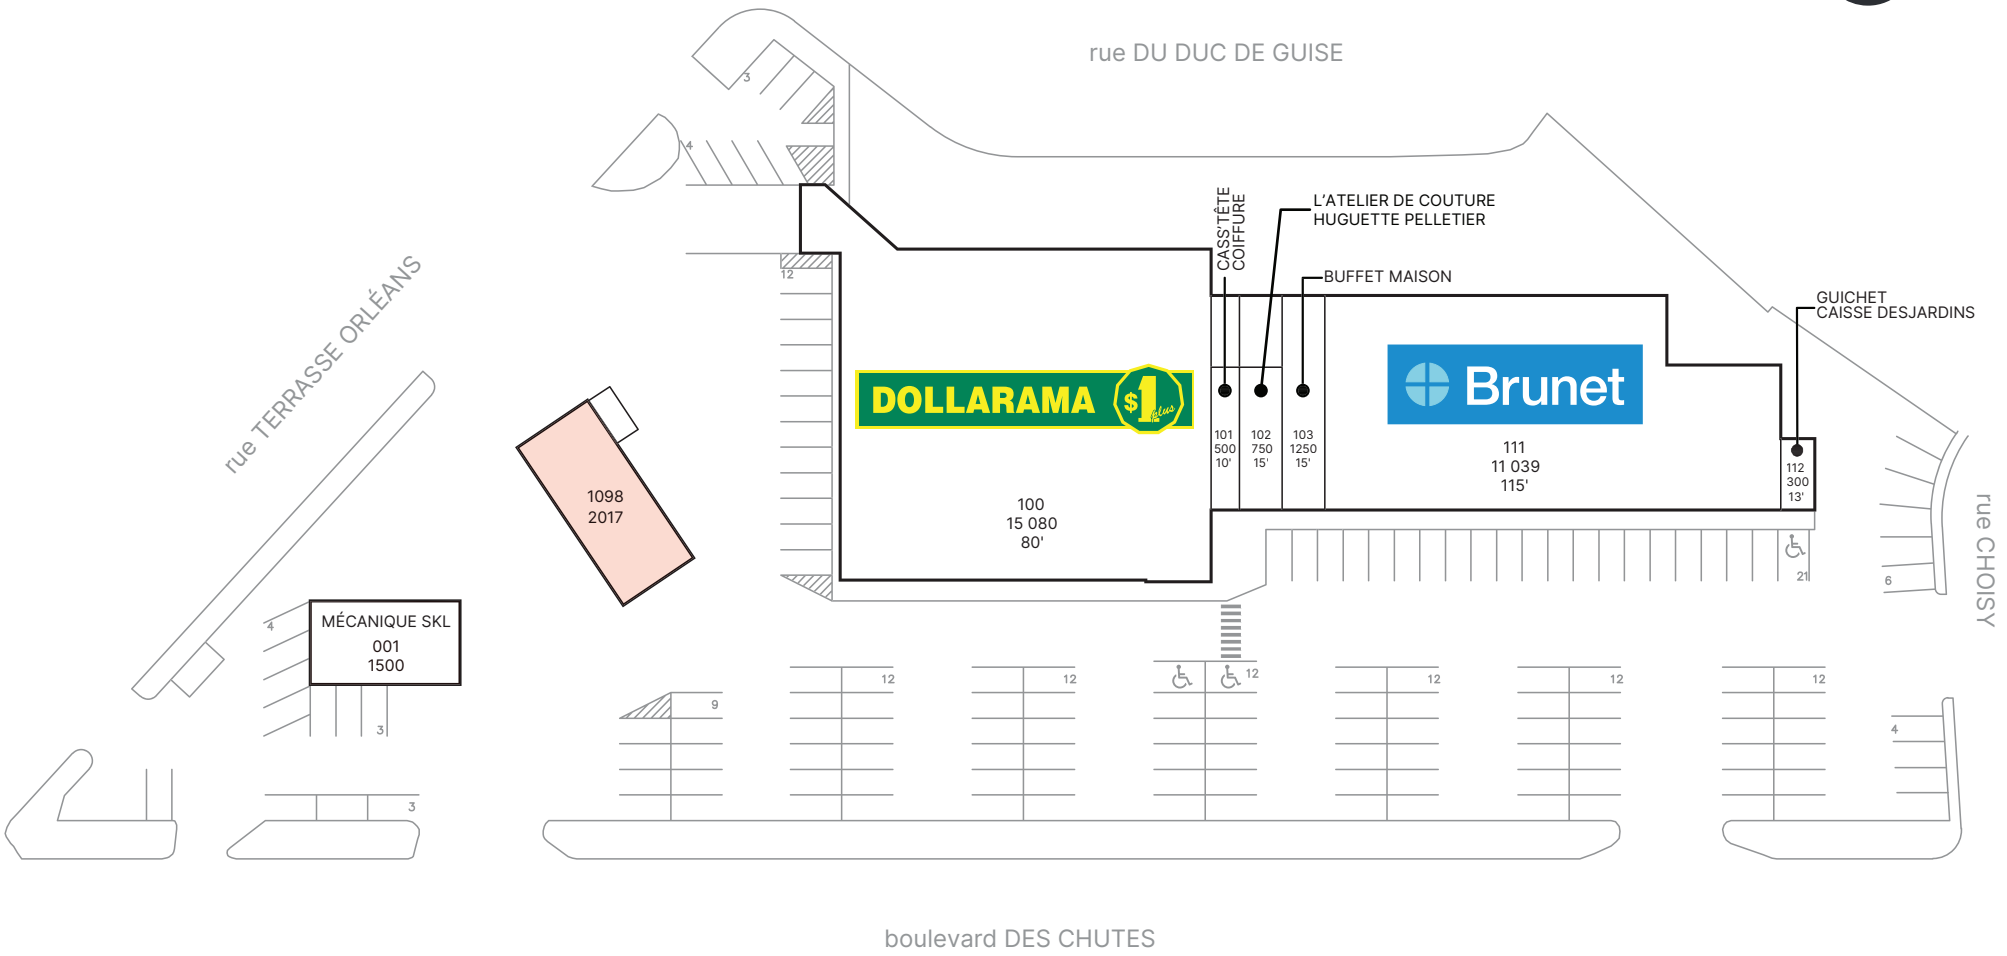 rue DU DUC DE GUISE
3
4
CASS'TÊTE
COIFFURE
L'ATELIER DE COUTURE
HUGUETTE PELLETIER
BUFFET MAISON
GUICHET
CAISSE DESJARDINS
rue TERRASSE ORLÉANS
12
DOLLARAMA $1 plus
Brunet
101
500
10'
102
750
15'
103
1250
15'
111
11 039
115'
112
300
13'
100
15 080
80'
1098
2017
rue CHOISY
21
6
MÉCANIQUE SKL
001
1500
4
3
3
9
12
12
12
12
12
12
4
boulevard DES CHUTES